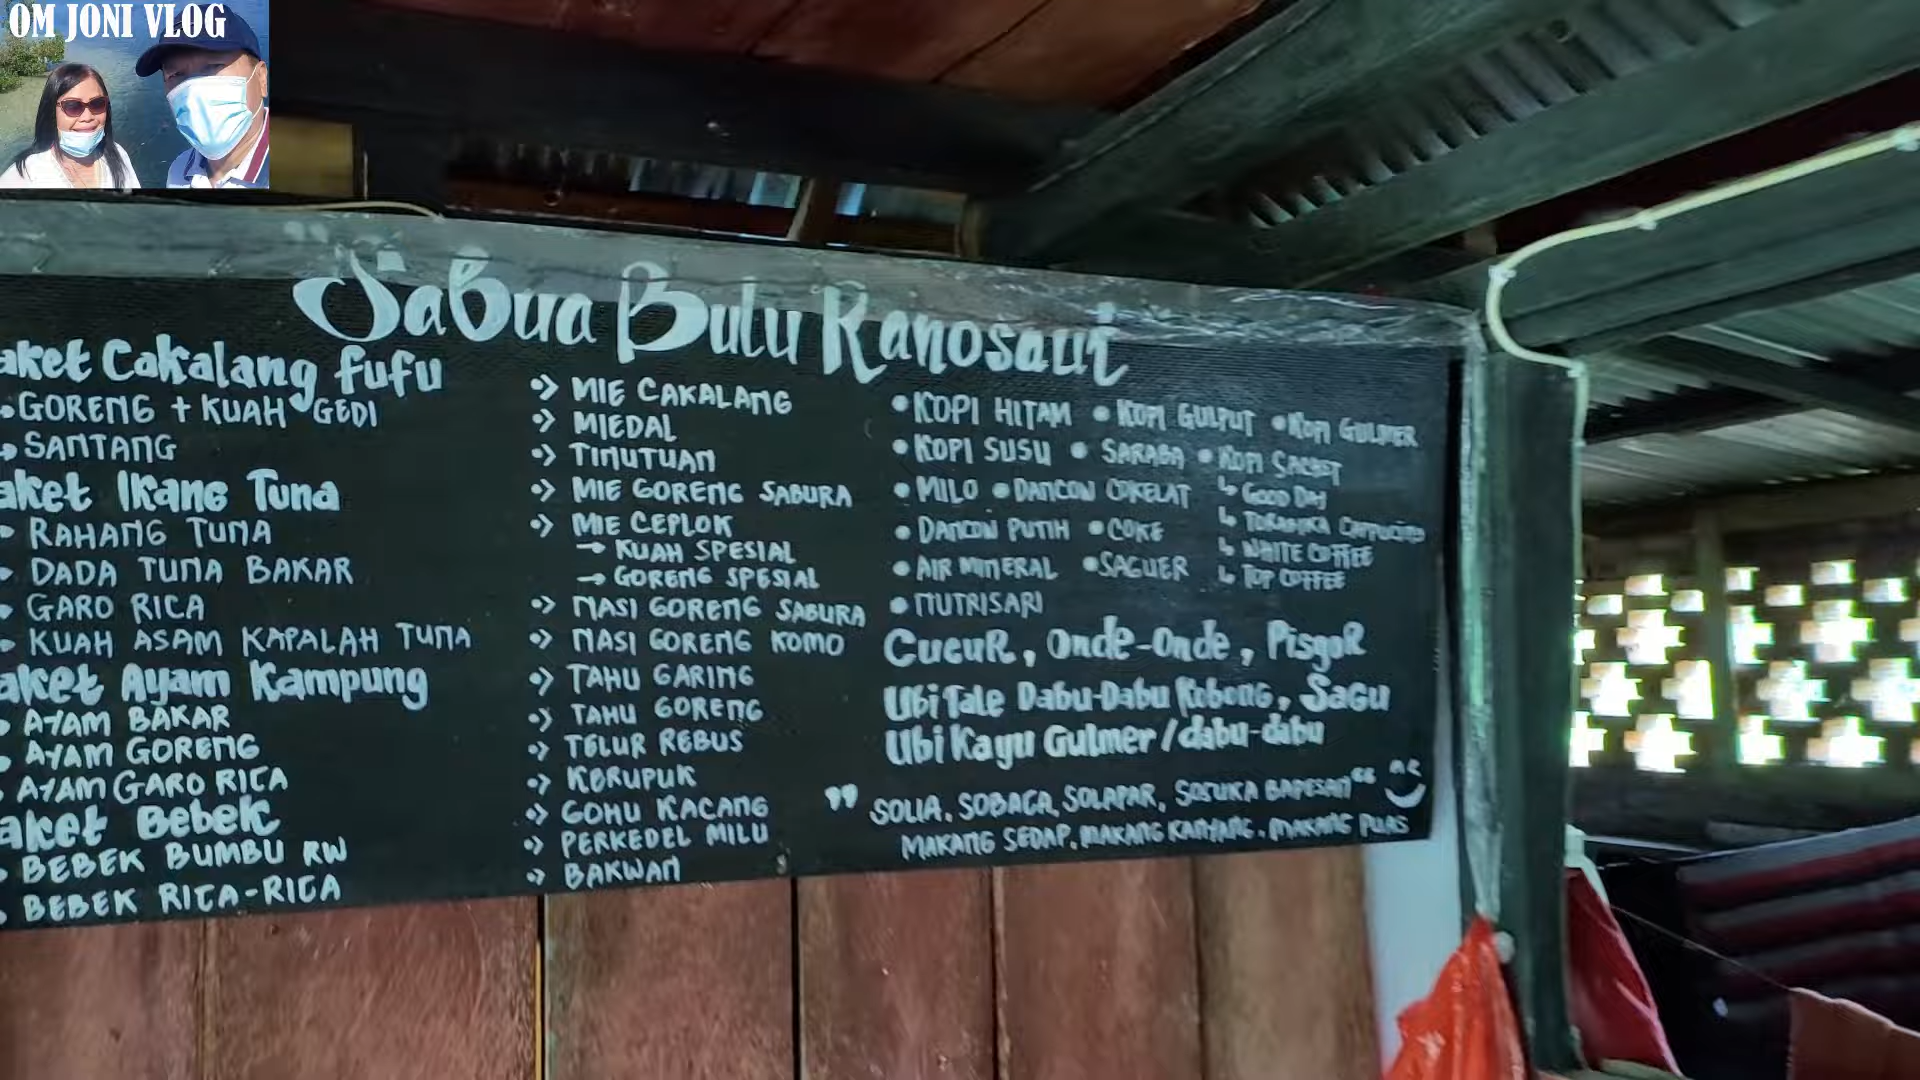 OM JONI VLOG
"SaBua Bulu Ranosaut
aket Cakalang fufu
GORENG + KUAH GEDI
SANTANG
aket Ikang Tuna
RAHANG TUNA
DADA TUNA BAKAR
GARO RICA
KUAH ASAM KAPALAH TUNA
aket Ayam Kampung
AYAM BAKAR
AYAM GORENG
AYAM GARO RICA
aket Bebek
BEBEK BUMBU RW
BEBEK RICA-RICA
MIE CAKALANG
MIEDAL
TINUTUAN
MIE GORENG SABURA
MIE CEPLOK
→ KUAH SPESIAL
→ GORENG SPESIAL
NASI GORENG SABURA
NASI GORENG KOMO
TAHU GARING
TAHU GORENG
TELUR REBUS
KERUPUK
GOHU KACANG
PERKEDEL MILU
BAKWAN
• KOPI HITAM • KOPI GULPUT • KOPI GULMER
• KOPI SUSU • SARABA • KOPI SACHET
• MILO • DANCOW COKELAT
GOOD DAY
TORABIKA CAPPUCINO
• DANCOW PUTIH • COKE
WHITE COFFEE
• AIR MINERAL • SAGUER
TOP COFFEE
• NUTRISARI
CucuR, Onde-Onde, PisgoR
Ubi Tale Dabu-Dabu Robong, Sagu
Ubi Kayu Gulmer / dabu-dabu
" SOLIA, SOBACA, SOLAPAR, SOSUKA BAPESAN"
MAKANG SEDAP, MAKANG KANYANG, MAKANG PUAS